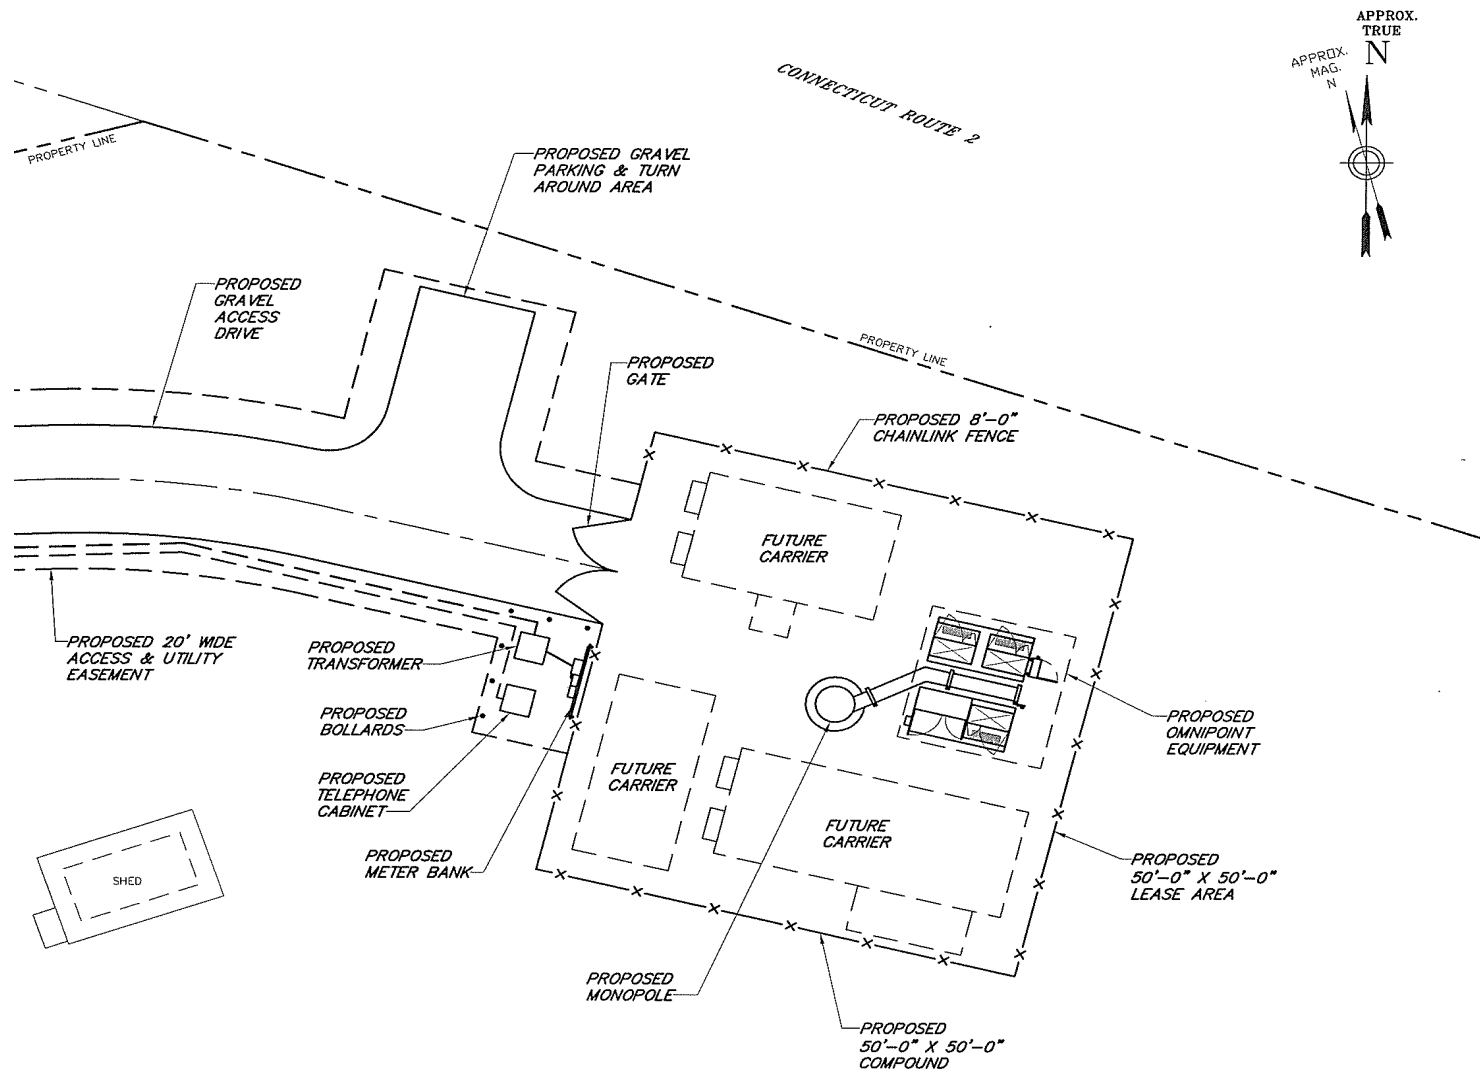 APPROX.
TRUE
N
APPROX.
MAG.
N
CONNECTICUT ROUTE 2
PROPERTY LINE
PROPOSED GRAVEL
PARKING & TURN
AROUND AREA
PROPOSED
GRAVEL
ACCESS
DRIVE
PROPERTY LINE
PROPOSED
GATE
PROPOSED 8'-0"
CHAINLINK FENCE
FUTURE
CARRIER
PROPOSED 20' WIDE
ACCESS & UTILITY
EASEMENT
PROPOSED
TRANSFORMER
PROPOSED
BOLLARDS
PROPOSED
OMNIPOINT
EQUIPMENT
PROPOSED
TELEPHONE
CABINET
FUTURE
CARRIER
FUTURE
CARRIER
PROPOSED
METER BANK
PROPOSED
50'-0" X 50'-0"
LEASE AREA
SHED
PROPOSED
MONOPOLE
PROPOSED
50'-0" X 50'-0"
COMPOUND